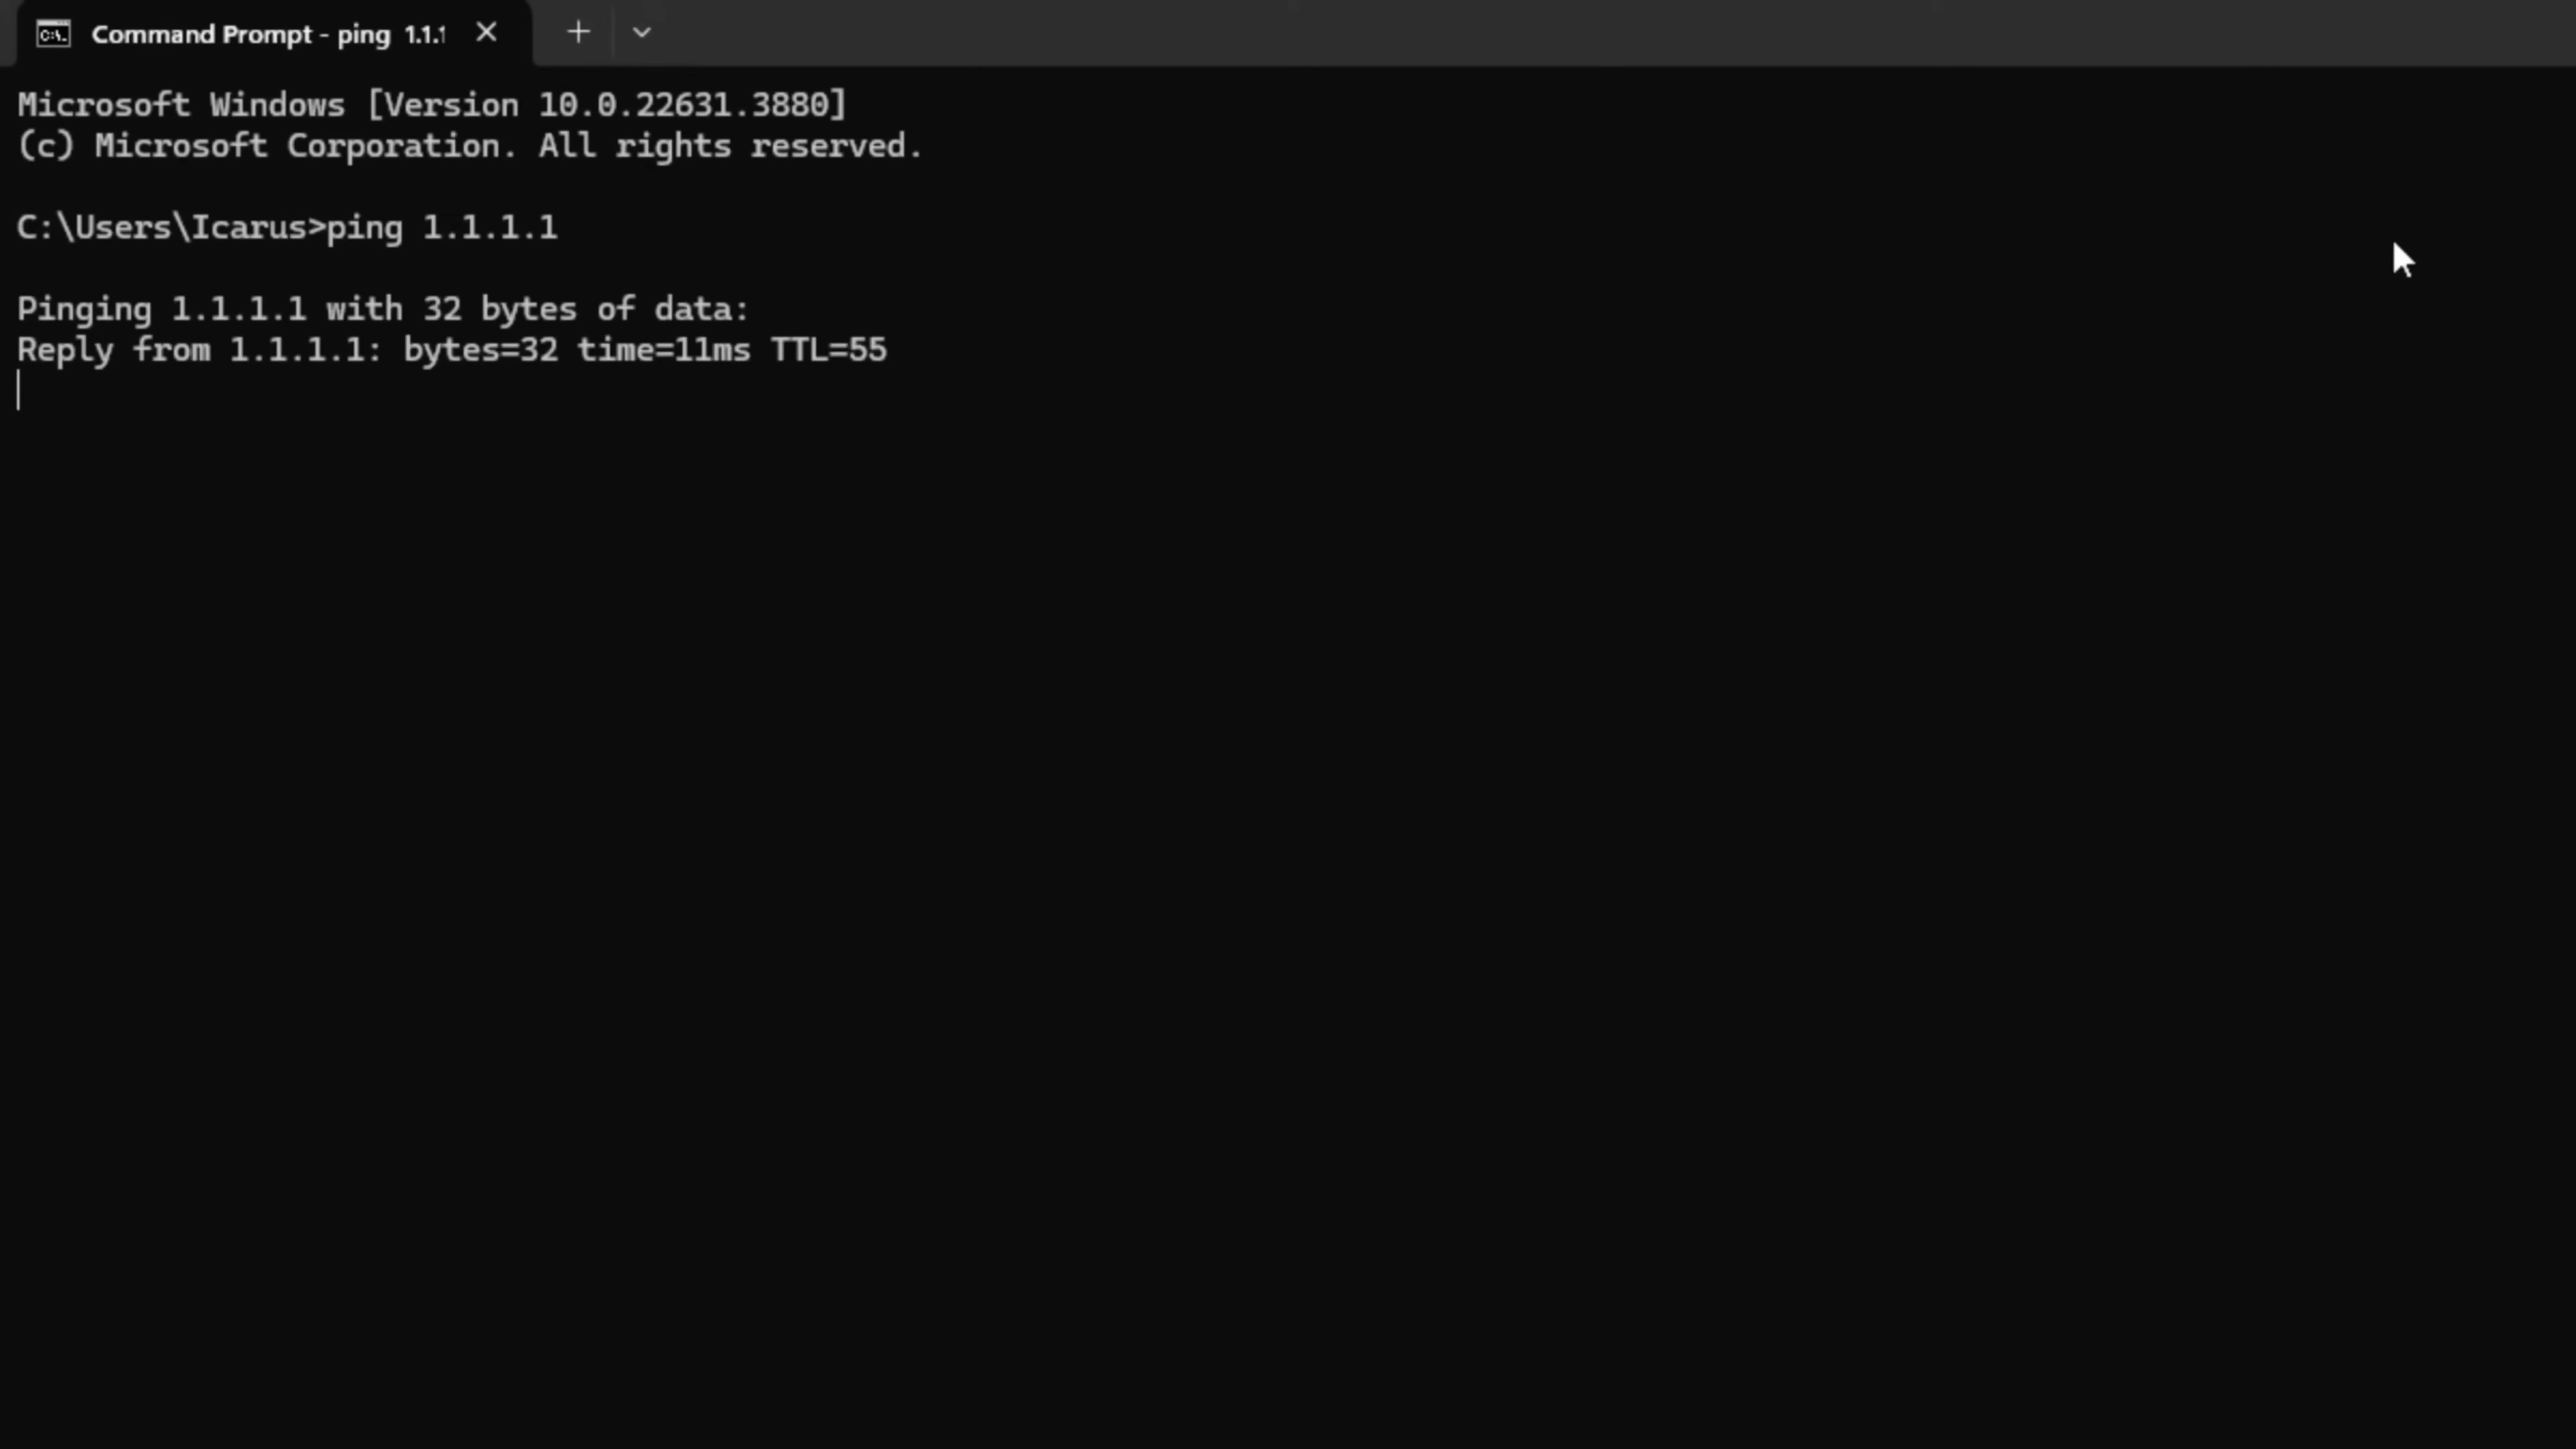 Command Prompt - ping 1.1.1
Microsoft Windows [Version 10.0.22631.3880]
(c) Microsoft Corporation. All rights reserved.
C:\Users\Icarus>ping 1.1.1.1
Pinging 1.1.1.1 with 32 bytes of data:
Reply from 1.1.1.1: bytes=32 time=11ms TTL=55